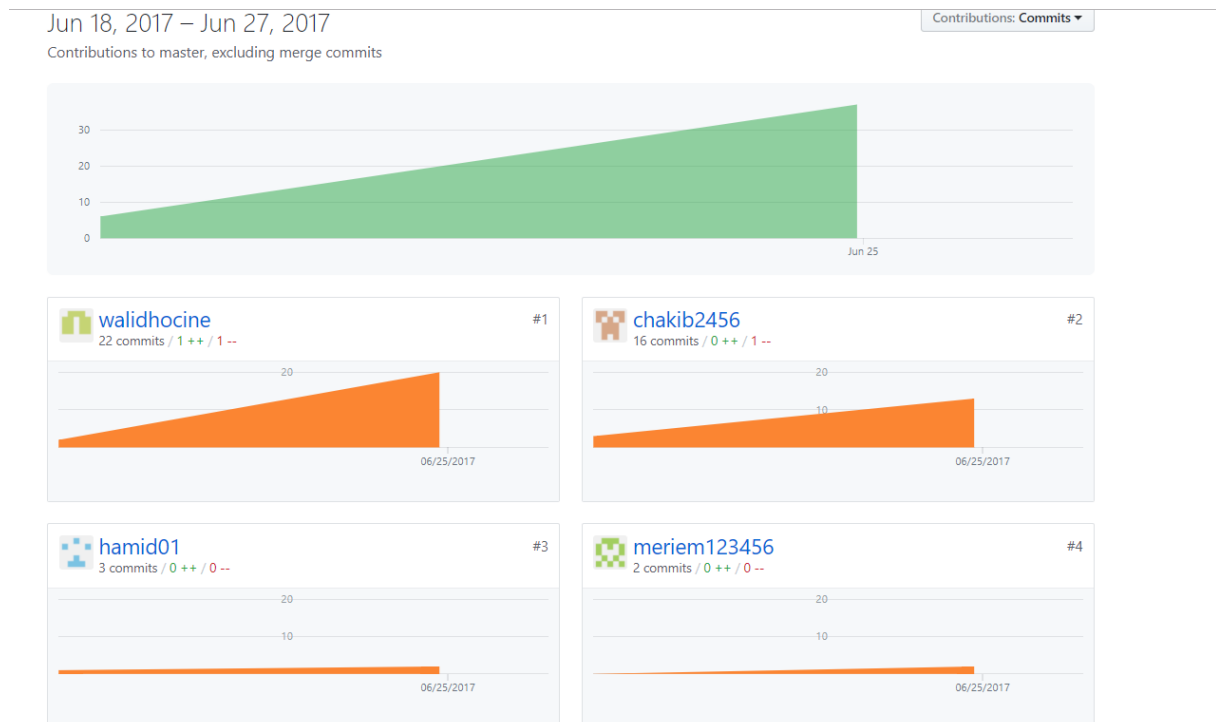 Jun 18, 2017 – Jun 27, 2017
Contributions: Commits
Contributions to master, excluding merge commits
30
20
10
0
Jun 25
walidhocine
#1
22 commits / 1 ++ / 1 --
20
06/25/2017
chakib2456
#2
16 commits / 0 ++ / 1 --
20
10
06/25/2017
hamid01
#3
3 commits / 0 ++ / 0 --
20
10
06/25/2017
meriem123456
#4
2 commits / 0 ++ / 0 --
20
10
06/25/2017